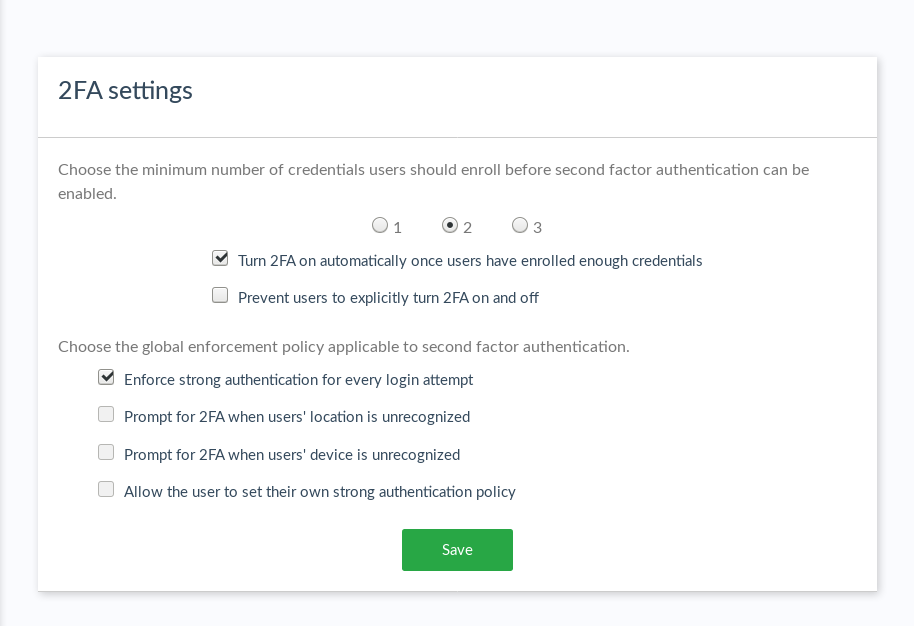 2FA settings
Choose the minimum number of credentials users should enroll before second factor authentication can be
enabled.
1 2 3
Turn 2FA on automatically once users have enrolled enough credentials
Prevent users to explicitly turn 2FA on and off
Choose the global enforcement policy applicable to second factor authentication.
Enforce strong authentication for every login attempt
Prompt for 2FA when users' location is unrecognized
Prompt for 2FA when users' device is unrecognized
Allow the user to set their own strong authentication policy
Save